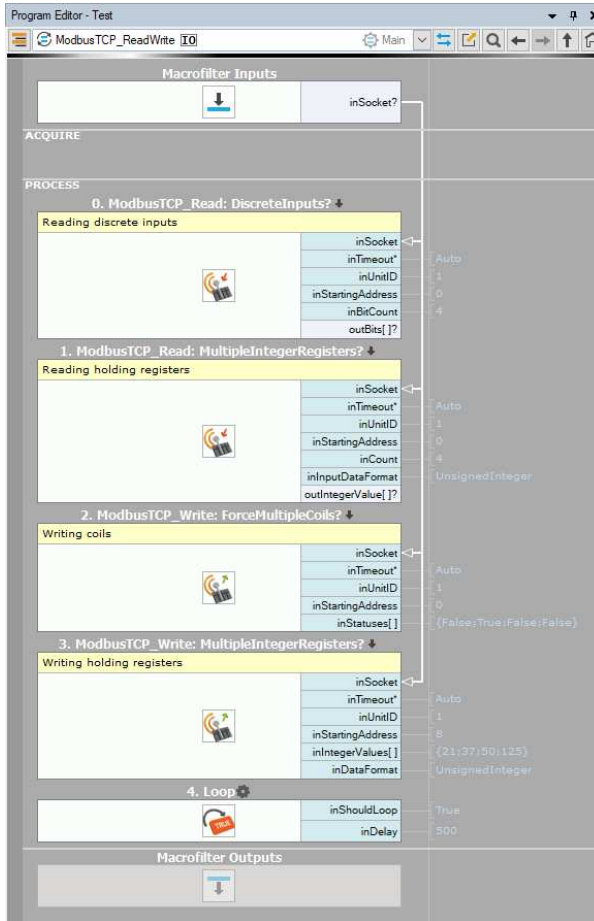 Program Editor - Test
ModbusTCP_ReadWrite IO Main
Macrofilter Inputs
inSocket?
ACQUIRE
PROCESS
0. ModbusTCP_Read: DiscreteInputs?
Reading discrete inputs
inSocket
inTimeout* Auto
inUnitID 1
inStartingAddress 0
inBitCount 4
outBits[ ]?
1. ModbusTCP_Read: MultipleIntegerRegisters?
Reading holding registers
inSocket
inTimeout* Auto
inUnitID 1
inStartingAddress 0
inCount 4
inInputDataFormat UnsignedInteger
outIntegerValue[ ]?
2. ModbusTCP_Write: ForceMultipleCoils?
Writing coils
inSocket
inTimeout* Auto
inUnitID 1
inStartingAddress 0
inStatuses[ ] {False;True;False;False}
3. ModbusTCP_Write: MultipleIntegerRegisters?
Writing holding registers
inSocket
inTimeout* Auto
inUnitID 1
inStartingAddress 8
inIntegerValues[ ] {21;37;50;125}
inDataFormat UnsignedInteger
4. Loop
TRUE
inShouldLoop True
inDelay 500
Macrofilter Outputs